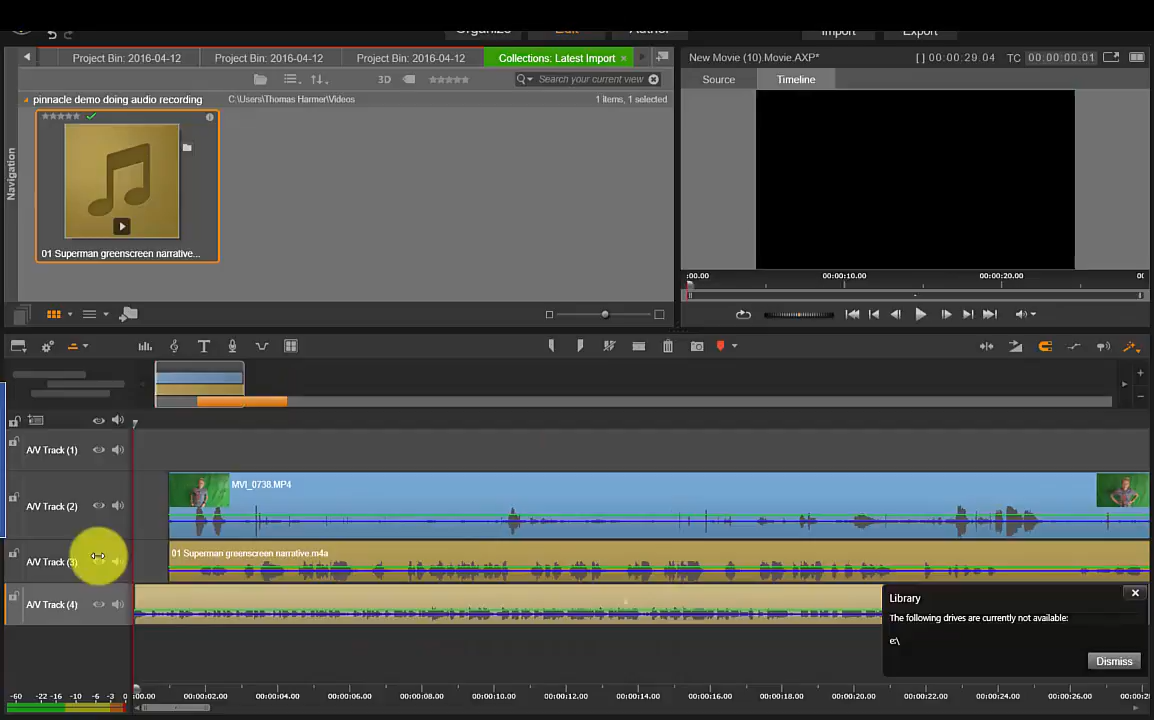 Organize Edit Author Import Export
Project Bin: 2016-04-12 Project Bin: 2016-04-12 Project Bin: 2016-04-12 Collections: Latest Import ×
New Movie (10).Movie.AXP* [ ] 00:00:29.04 TC 00:00:00.01
3D Search your current view
Source Timeline
pinnacle demo doing audio recording C:\Users\Thomas Harmer\Videos 1 items, 1 selected
Navigation
01 Superman greenscreen narrative...
:00.00 00:00:10.00 00:00:20.00 00
A/V Track (1)
A/V Track (2)
MVI_0738.MP4
A/V Track (3)
01 Superman greenscreen narrative.m4a
A/V Track (4)
Library
The following drives are currently not available:
e:\
Dismiss
-60 -22 -16 -10 -6 -3 0
:00.00 00:00:02.00 00:00:04.00 00:00:06.00 00:00:08.00 00:00:10.00 00:00:12.00 00:00:14.00 00:00:16.00 00:00:18.00 00:00:20.00 00:00:22.00 00:00:24.00 00:00:26.00